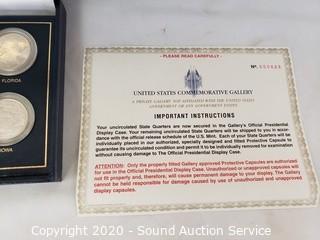 - PLEASE READ CAREFULLY -
Nº.
UNITED STATES COMMEMORATIVE GALLERY
A PRIVATE GALLERY NOT AFFILIATED WITH THE UNITED STATES
GOVERNMENT OR ANY GOVERNMENT ENTITY
IMPORTANT INSTRUCTIONS
Your uncirculated State Quarters are now secured in the Gallery's Official Presidential
Display Case. Your remaining uncirculated State Quarters will be shipped to you in accor-
dance with the official release schedule of the U.S. Mint. Each of your State Quarters will be
individually placed in our authorized, specially designed and fitted Protective Capsules to
guarantee its uncirculated condition and permit it to be individually removed for examination
without causing damage to The Official Presidential Display Case.
ATTENTION: Only the properly fitted Gallery approved Protective Capsules are authorized
for use in the Official Presidential Display Case. Unauthorized or unapproved capsules will
not fit properly and, therefore, will cause permanent damage to the Display. The Gallery
cannot be held responsible for damage caused by use of unauthorized or unapproved
display capsules.
FLORIDA
IOWA
Copyright 2020 - Sound Auction Service